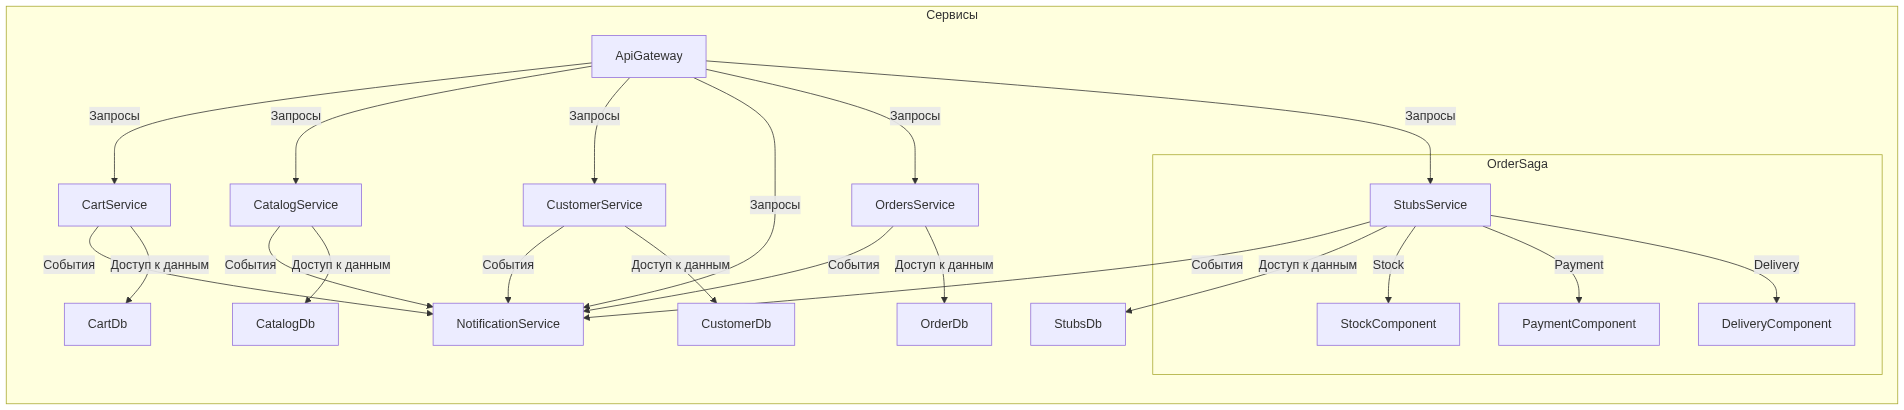 Сервисы
ApiGateway
Запросы
Запросы
Запросы
Запросы
Запросы
OrderSaga
CartService
CatalogService
CustomerService
Запросы
OrdersService
StubsService
События
Доступ к данным
События
Доступ к данным
События
Доступ к данным
События
Доступ к данным
События
Доступ к данным
Stock
Payment
Delivery
CartDb
CatalogDb
NotificationService
CustomerDb
OrderDb
StubsDb
StockComponent
PaymentComponent
DeliveryComponent